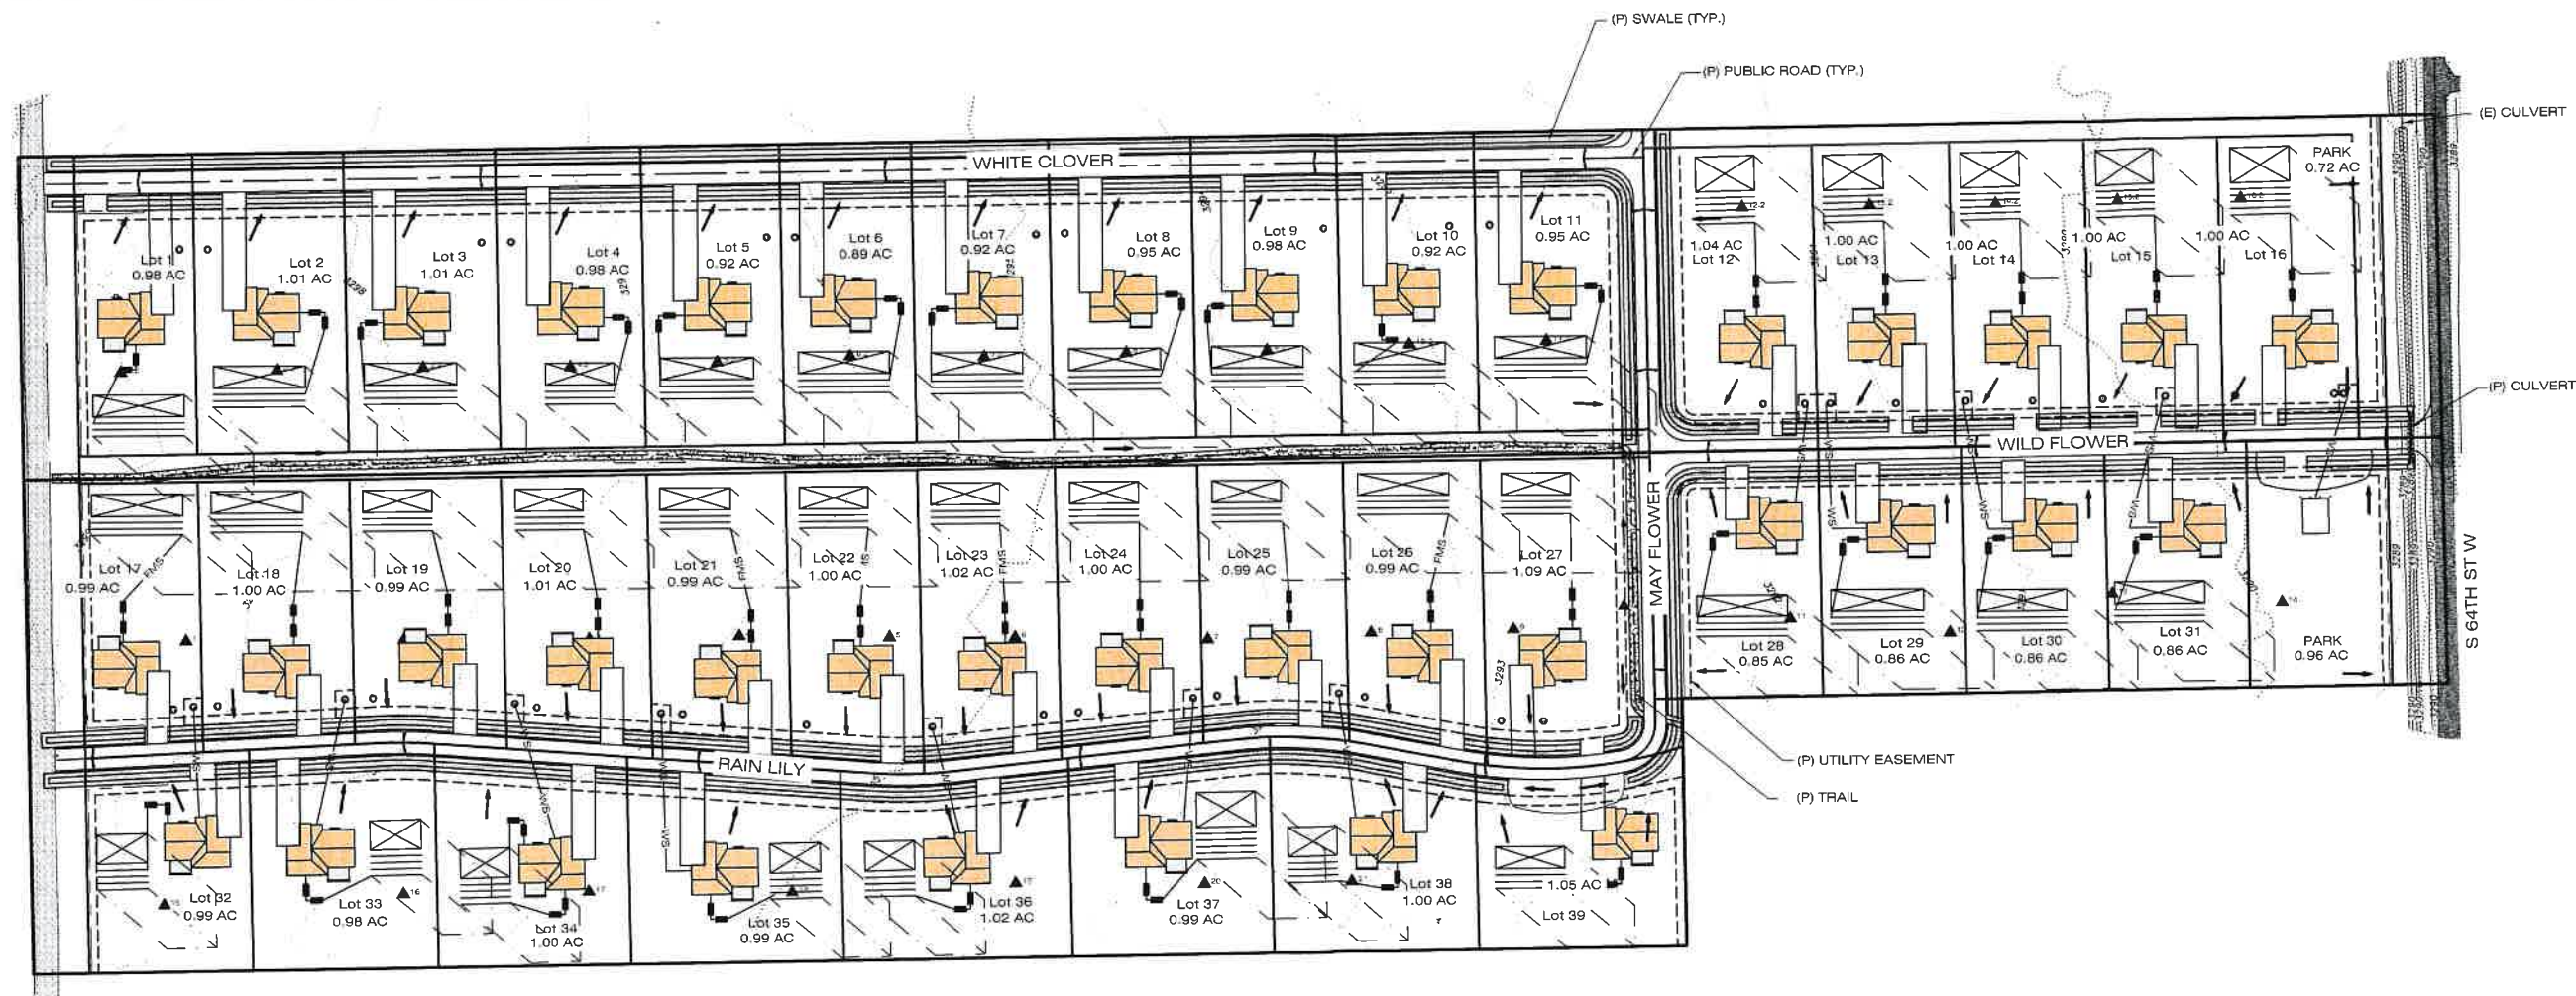 (P) SWALE (TYP.)
(P) PUBLIC ROAD (TYP.)
(E) CULVERT
WHITE CLOVER
PARK
0.72 AC
Lot 1
0.98 AC
Lot 2
1.01 AC
Lot 3
1.01 AC
Lot 4
0.98 AC
Lot 5
0.92 AC
Lot 6
0.89 AC
Lot 7
0.92 AC
Lot 8
0.95 AC
Lot 9
0.98 AC
Lot 10
0.92 AC
Lot 11
0.95 AC
1.04 AC
Lot 12
1.00 AC
Lot 13
1.00 AC
Lot 14
1.00 AC
Lot 15
1.00 AC
Lot 16
3298
(P) CULVERT
WILD FLOWER
MAY FLOWER
S 64TH ST W
Lot 17
0.99 AC
Lot 18
1.00 AC
Lot 19
0.99 AC
Lot 20
1.01 AC
Lot 21
0.99 AC
Lot 22
1.00 AC
Lot 23
1.02 AC
Lot 24
1.00 AC
Lot 25
0.99 AC
Lot 26
0.99 AC
Lot 27
1.09 AC
FMS
FMS
FMS
FMS
3293
Lot 28
0.85 AC
Lot 29
0.86 AC
Lot 30
0.86 AC
Lot 31
0.86 AC
PARK
0.96 AC
(P) UTILITY EASEMENT
(P) TRAIL
RAIN LILY
Lot 32
0.99 AC
Lot 33
0.98 AC
Lot 34
1.00 AC
Lot 35
0.99 AC
Lot 36
1.02 AC
Lot 37
0.99 AC
Lot 38
1.00 AC
1.05 AC
Lot 39